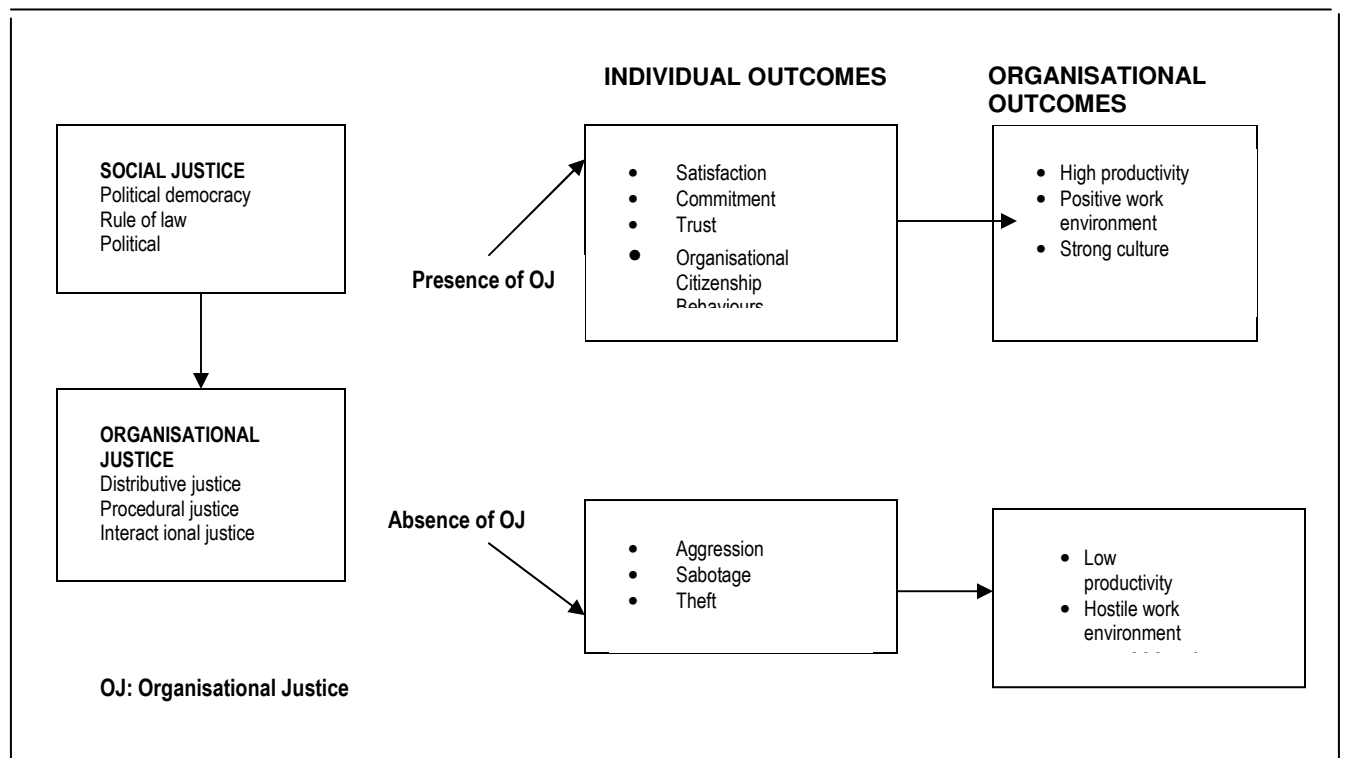 INDIVIDUAL OUTCOMES
ORGANISATIONAL
OUTCOMES
SOCIAL JUSTICE
Political democracy
Rule of law
Political
Presence of OJ
• Satisfaction
• Commitment
• Trust
• Organisational
Citizenship
Behaviours
• High productivity
• Positive work
environment
• Strong culture
ORGANISATIONAL
JUSTICE
Distributive justice
Procedural justice
Interact ional justice
Absence of OJ
• Aggression
• Sabotage
• Theft
• Low
productivity
• Hostile work
environment
OJ: Organisational Justice